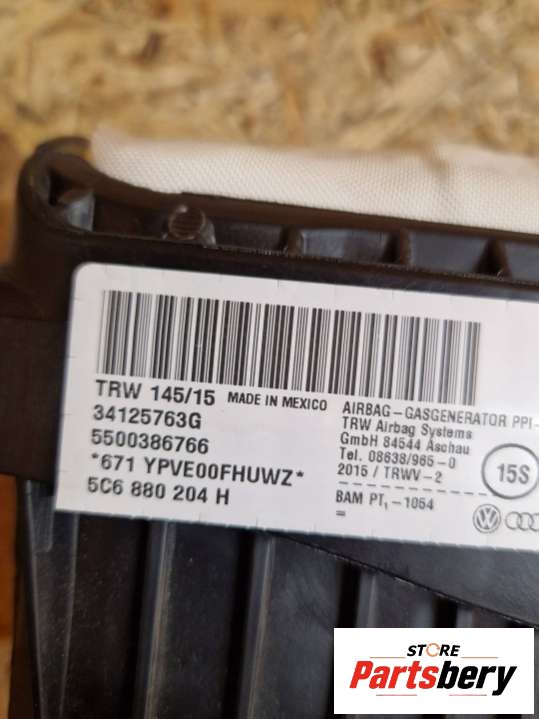 TRW 145/15 MADE IN MEXICO
34125763G
5500386766
*671 YPVE00FHUWZ*
5C6 880 204 H
AIRBAG-GASGENERATOR PPI-
TRW Airbag Systems
GmbH 84544 Aschau
Tel. 08638/965-0
2015 / TRWV-2
15S
BAM PT₁-1054
=
STORE
Partsbery